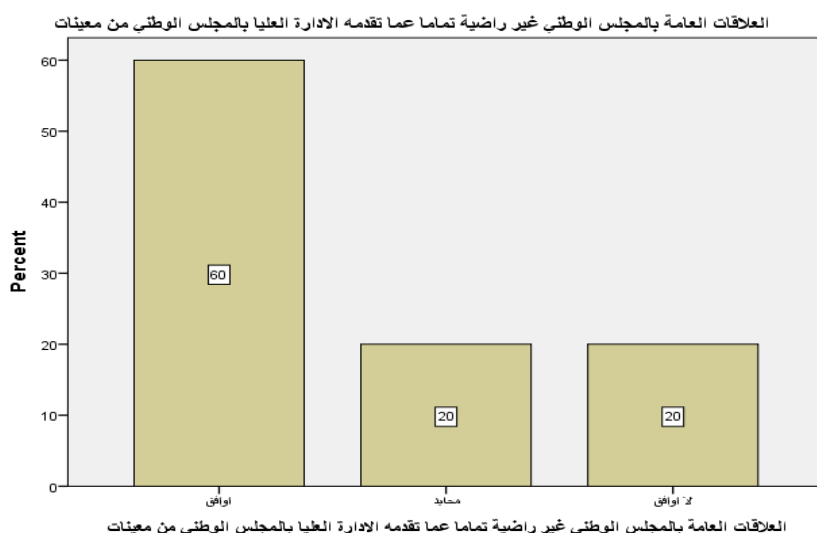 العلاقات العامة بالمجلس الوطني غير راضية تماما عما تقدمه الادارة العليا بالمجلس الوطني من معينات
60
50
40
30
20
10
0
Percent
60
20
20
اوافق
محايد
لا اوافق
العلاقات العامة بالمجلس الوطني غير راضية تماما عما تقدمه الادارة العليا بالمجلس الوطني من معينات